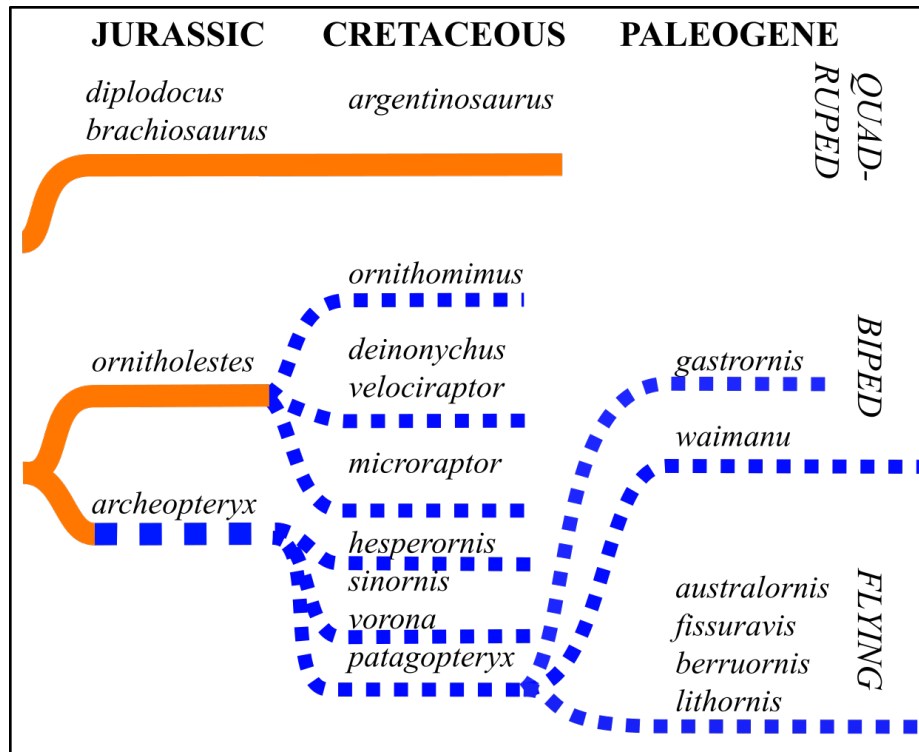 JURASSIC CRETACEOUS PALEOGENE
diplodocus
brachiosaurus
argentinosaurus
QUAD-
RUPED
ornithomimus
ornitholestes
deinonychus
velociraptor
gastrornis
BIPED
waimanu
microraptor
archeopteryx
hesperornis
sinornis
vorona
patagopteryx
australornis
fissuravis
berruornis
lithornis
FLYING